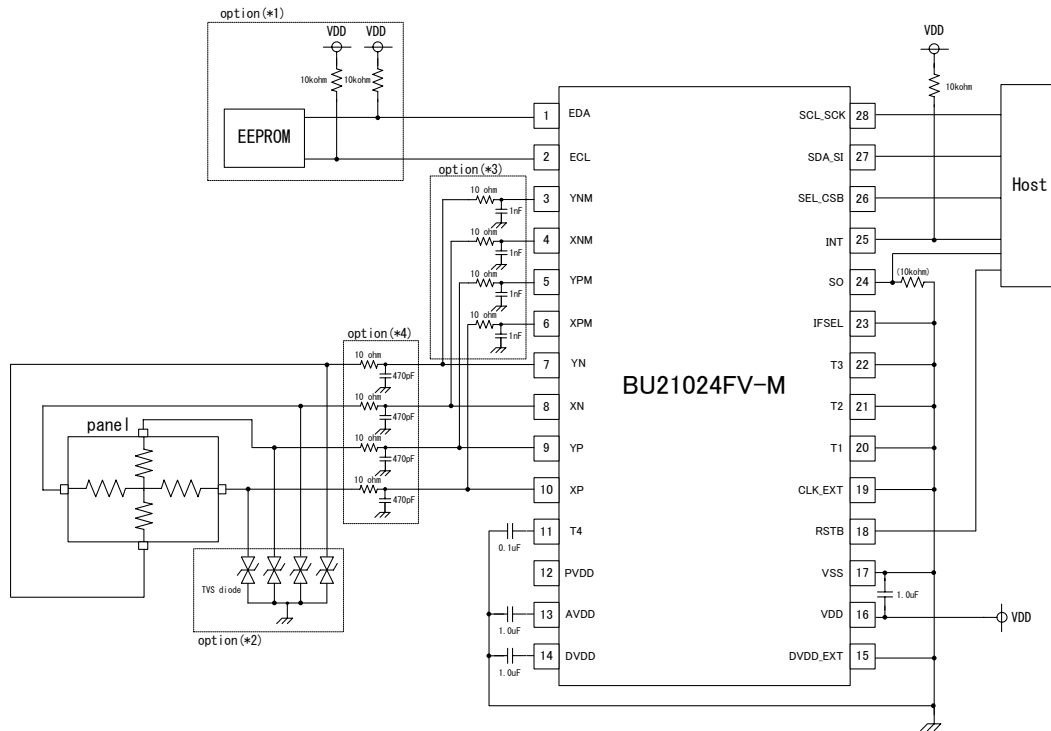 option(*1)
VDD VDD
10kohm 10kohm
EEPROM
VDD
10kohm
Host
1 EDA
2 ECL
option(*3)
10 ohm
1nF
3 YNM
10 ohm
1nF
4 XNM
10 ohm
1nF
5 YPM
10 ohm
1nF
6 XPM
option(*4)
10 ohm
470pF
7 YN
10 ohm
470pF
8 XN
10 ohm
470pF
9 YP
10 ohm
470pF
10 XP
panel
TVS diode
option(*2)
0.1uF
11 T4
12 PVDD
1.0uF
13 AVDD
1.0uF
14 DVDD
BU21024FV-M
SCL_SCK 28
SDA_SI 27
SEL_CSB 26
INT 25
SO 24
(10kohm)
IFSEL 23
T3 22
T2 21
T1 20
CLK_EXT 19
RSTB 18
VSS 17
1.0uF
VDD 16
VDD
DVDD_EXT 15